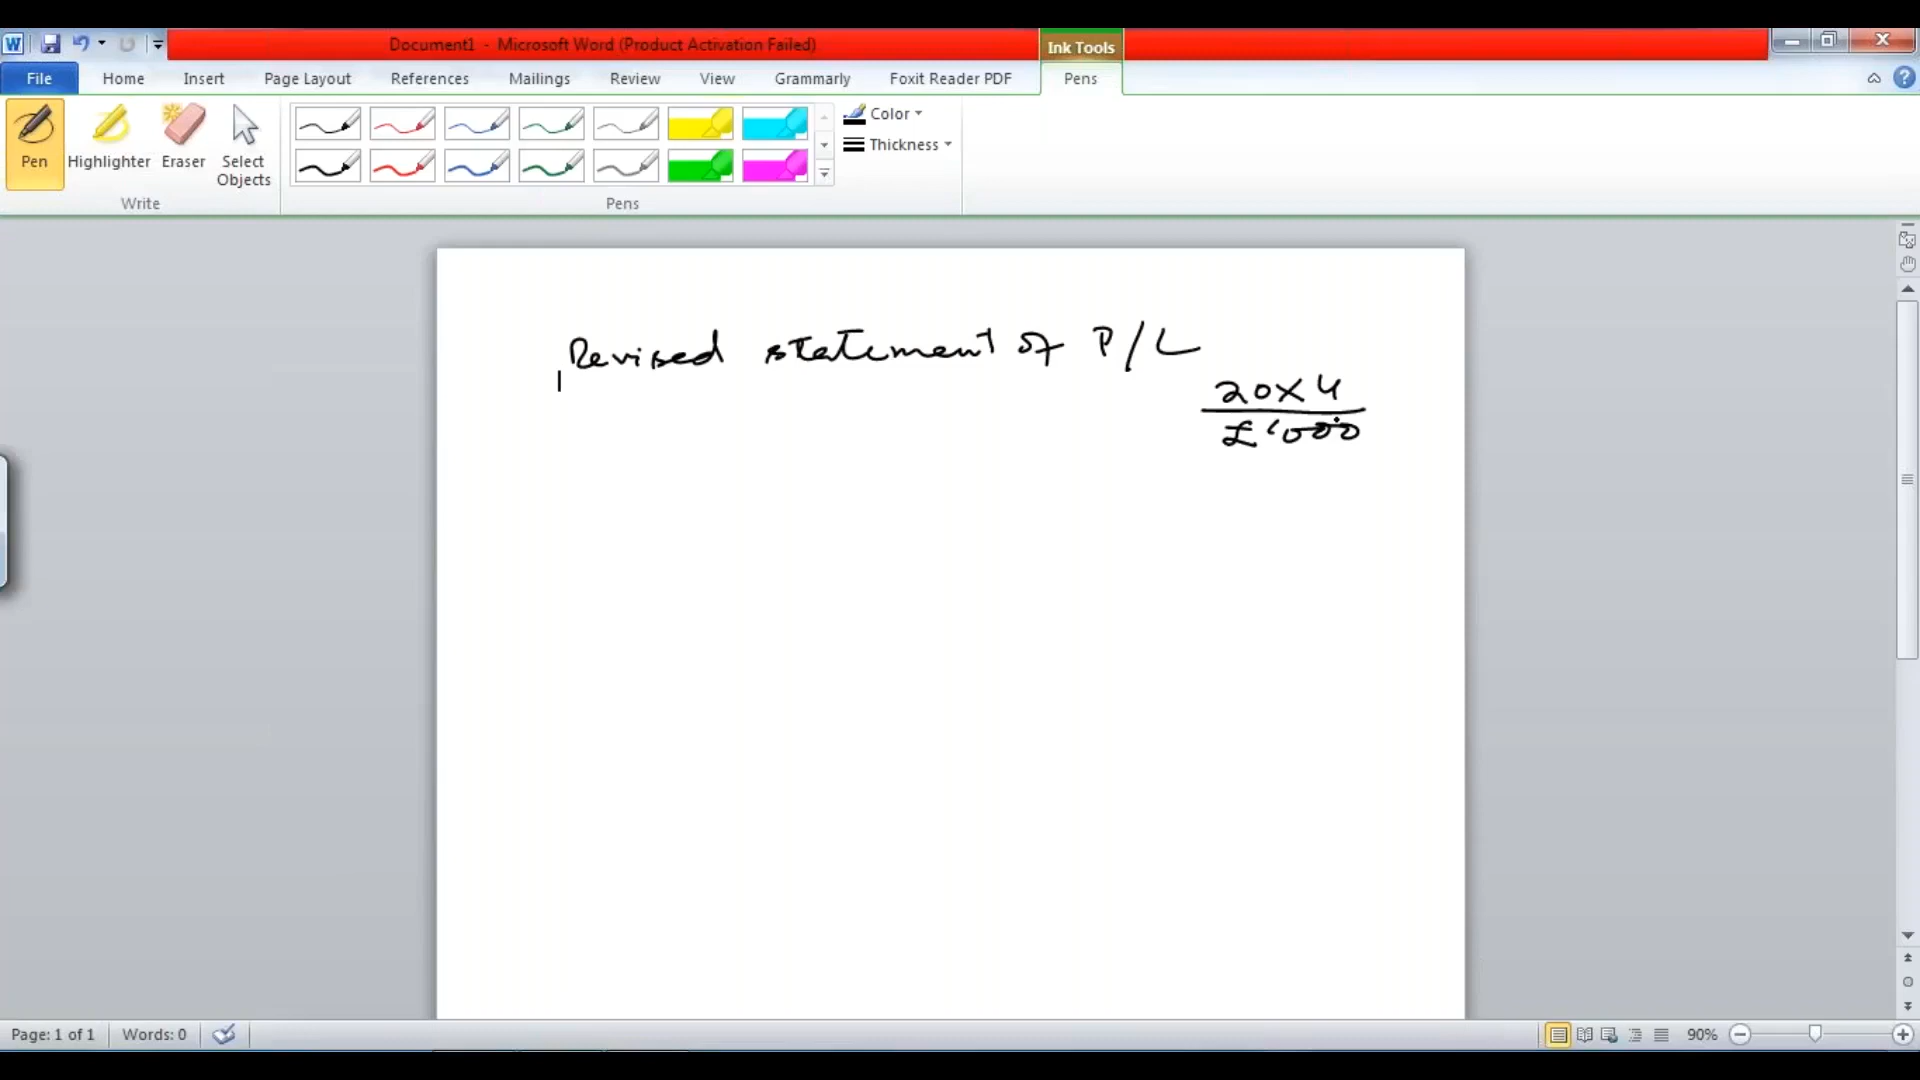 Document1 - Microsoft Word (Product Activation Failed)
Ink Tools
File Home Insert Page Layout References Mailings Review View Grammarly Foxit Reader PDF Pens
Color
Thickness
Pen Highlighter Eraser Select Objects
Write Pens
Revised statement of P/L
20X4
£'000
Page: 1 of 1 Words: 0 90%